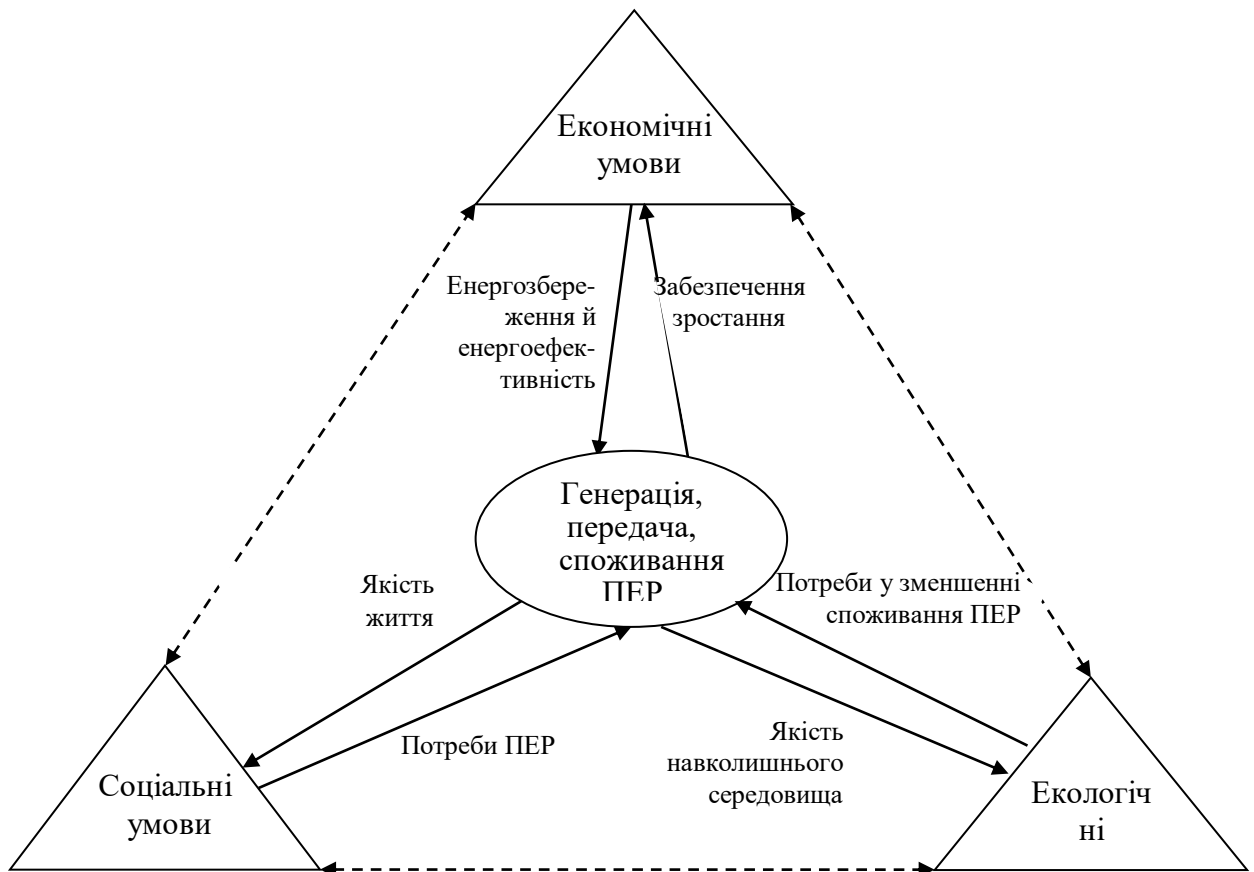 Економічні
умови
Енергозбере-
ження й
енергоефек-
тивність
Забезпечення
зростання
Генерація,
передача,
споживання
ПЕР
Якість
життя
Потреби у зменшенні
споживання ПЕР
Потреби ПЕР
Якість
навколишнього
середовища
Соціальні
умови
Екологіч
ні